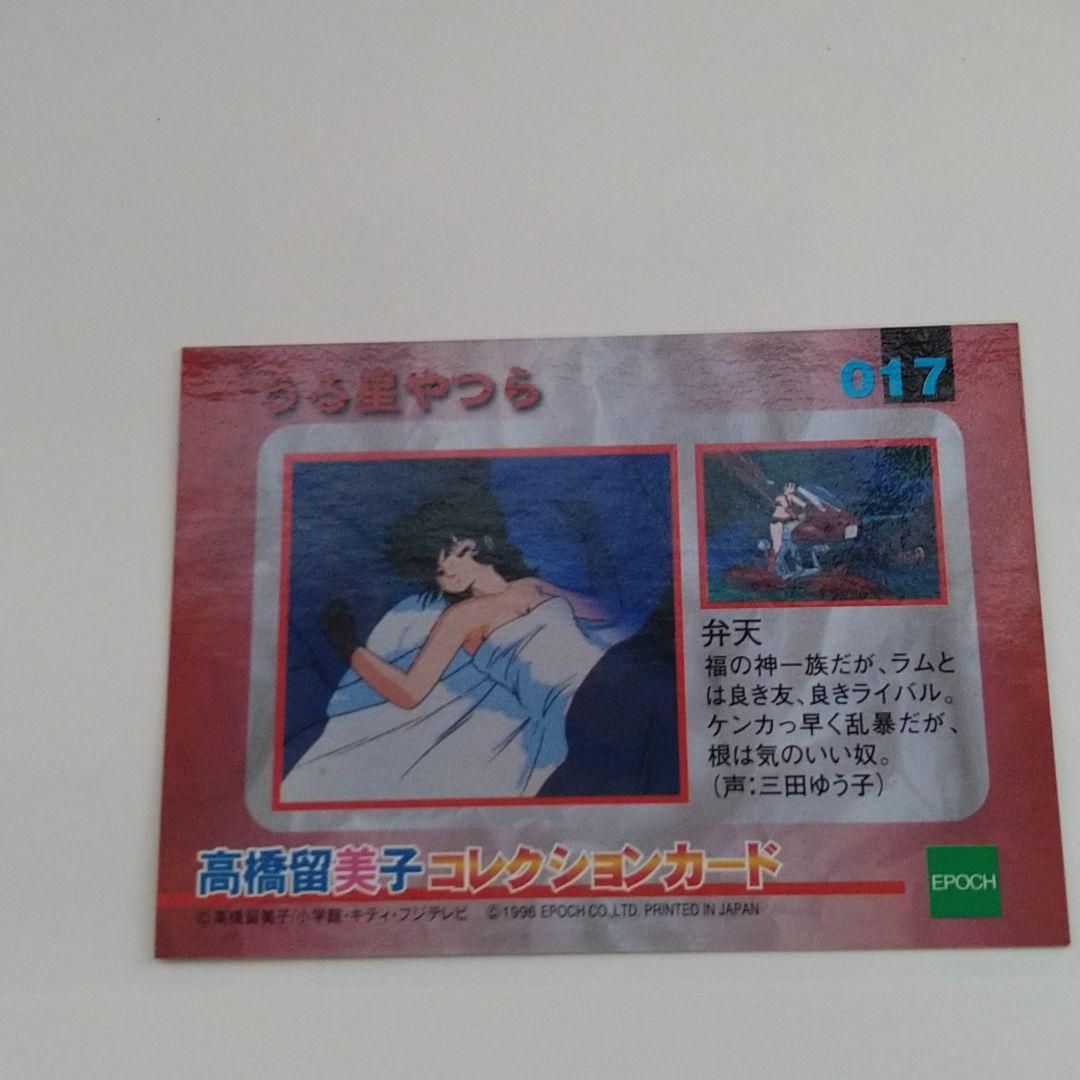 うる星やつら
017
弁天
福の神一族だが、ラムと
は良き友、良きライバル。
ケンカっ早く乱暴だが、
根は気のいい奴。
(声:三田ゆう子)
高橋留美子コレクションカード
EPOCH
©高橋留美子/小学館・キティ・フジテレビ ©1996 EPOCH CO.,LTD. PRINTED IN JAPAN